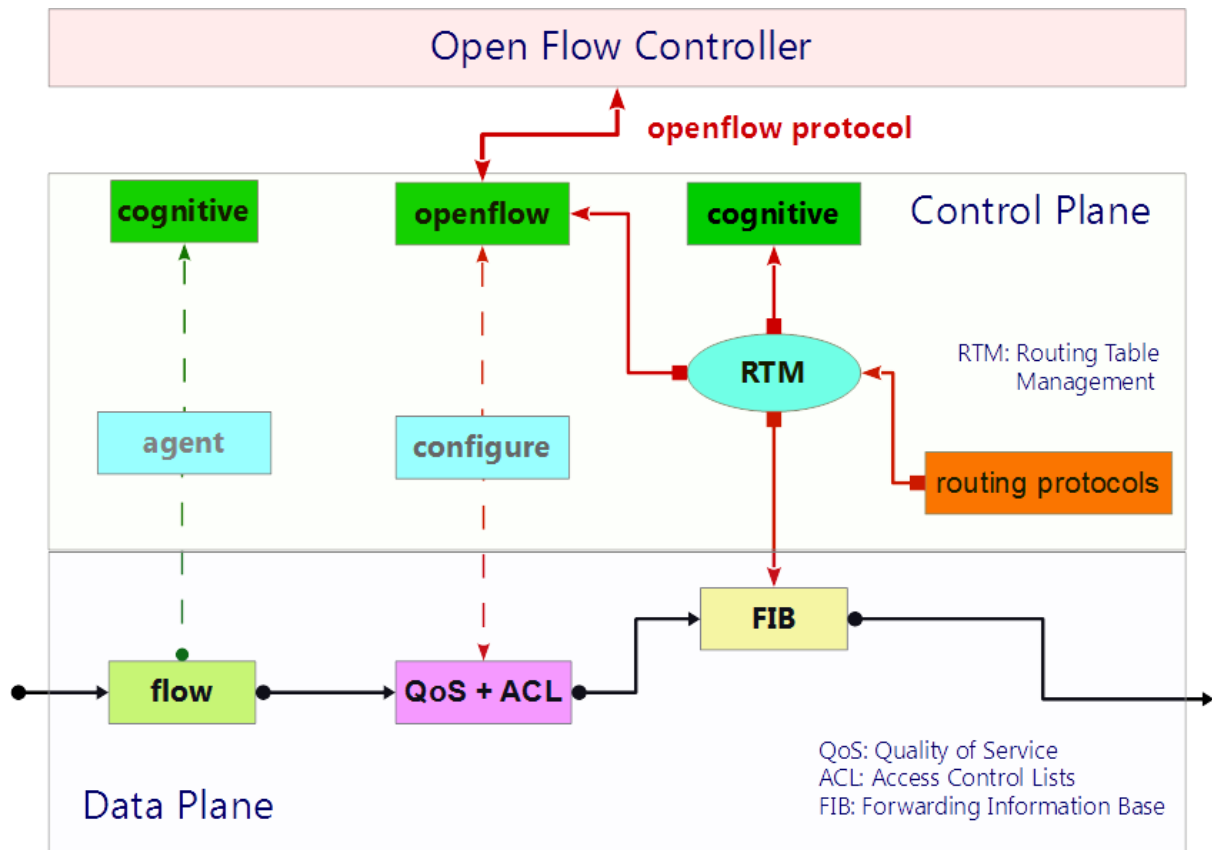 Open Flow Controller
openflow protocol
cognitive
openflow
cognitive
Control Plane
RTM
RTM: Routing Table
Management
agent
configure
routing protocols
FIB
flow
QoS + ACL
QoS: Quality of Service
ACL: Access Control Lists
FIB: Forwarding Information Base
Data Plane